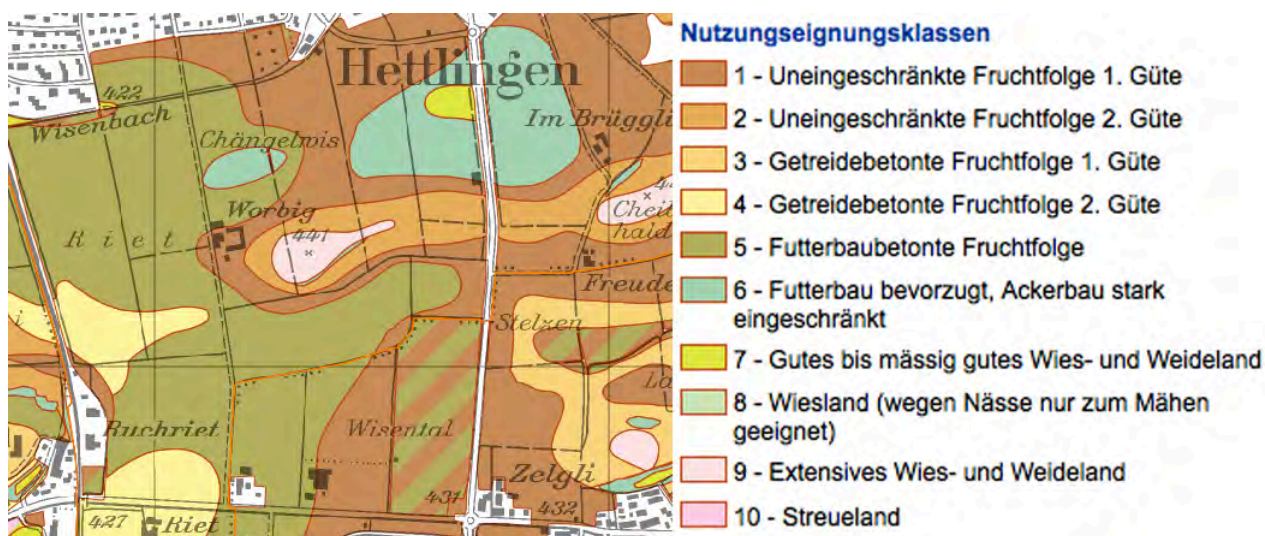 Hettlingen
422
Wisenbach
Chängelwis
Im Brüggli
Worbig
441
Riet
Freude
Stelzen
Ruchriet
Wisental
Zelgli
431
432
427
Riet
Nutzungseignungsklassen
1 - Uneingeschränkte Fruchtfolge 1. Güte
2 - Uneingeschränkte Fruchtfolge 2. Güte
3 - Getreidebetonte Fruchtfolge 1. Güte
4 - Getreidebetonte Fruchtfolge 2. Güte
5 - Futterbaubetonte Fruchtfolge
6 - Futterbau bevorzugt, Ackerbau stark
eingeschränkt
7 - Gutes bis mässig gutes Wies- und Weideland
8 - Wiesland (wegen Nässe nur zum Mähen
geeignet)
9 - Extensives Wies- und Weideland
10 - Streueland